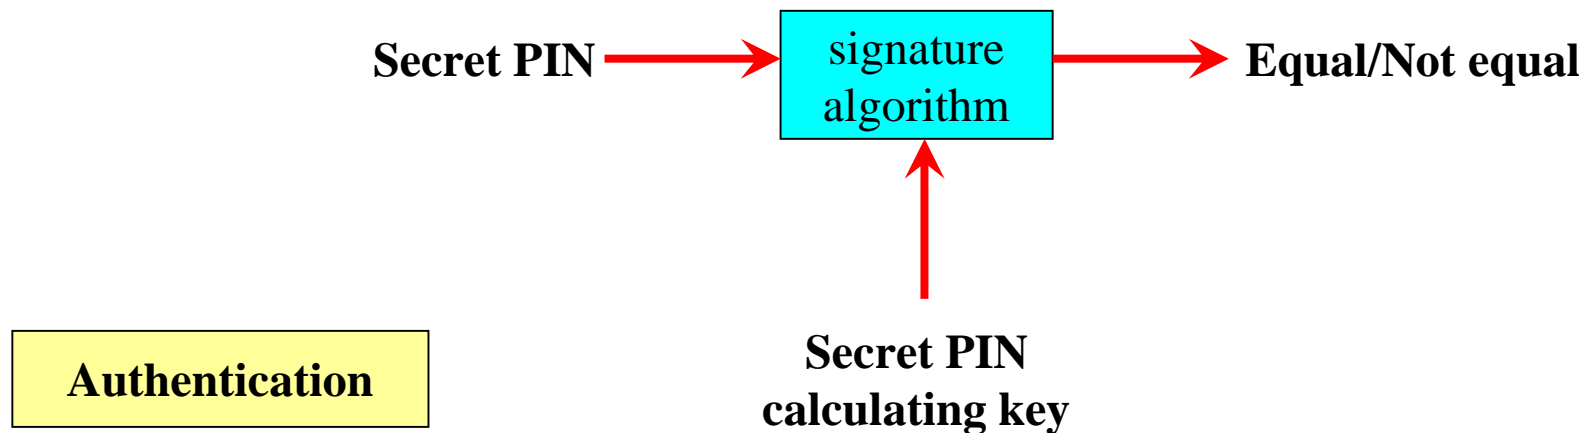 Secret PIN
signature
algorithm
Equal/Not equal
Secret PIN
calculating key
Authentication